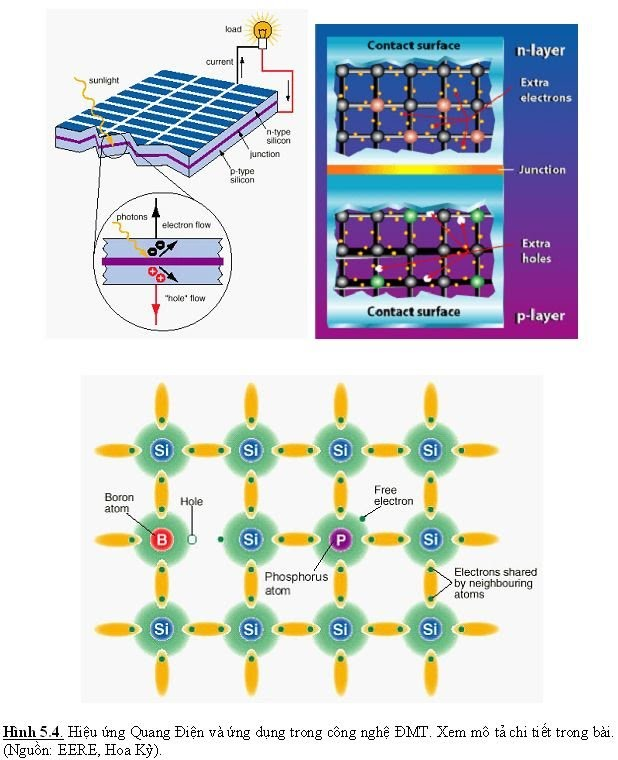 load
current
sunlight
n-type
silicon
junction
p-type
silicon
photons
electron flow
"hole" flow
Contact surface
n-layer
Extra
electrons
Junction
Extra
holes
Contact surface
p-layer
Si Si Si Si
Boron
atom
Hole
Free
electron
B Si P Si
Phosphorus
atom
Electrons shared
by neighbouring
atoms
Si Si Si Si
Hình 5.4. Hiệu ứng Quang Điện và ứng dụng trong công nghệ ĐMT. Xem mô tả chi tiết trong bài.
(Nguồn: EERE, Hoa Kỳ).